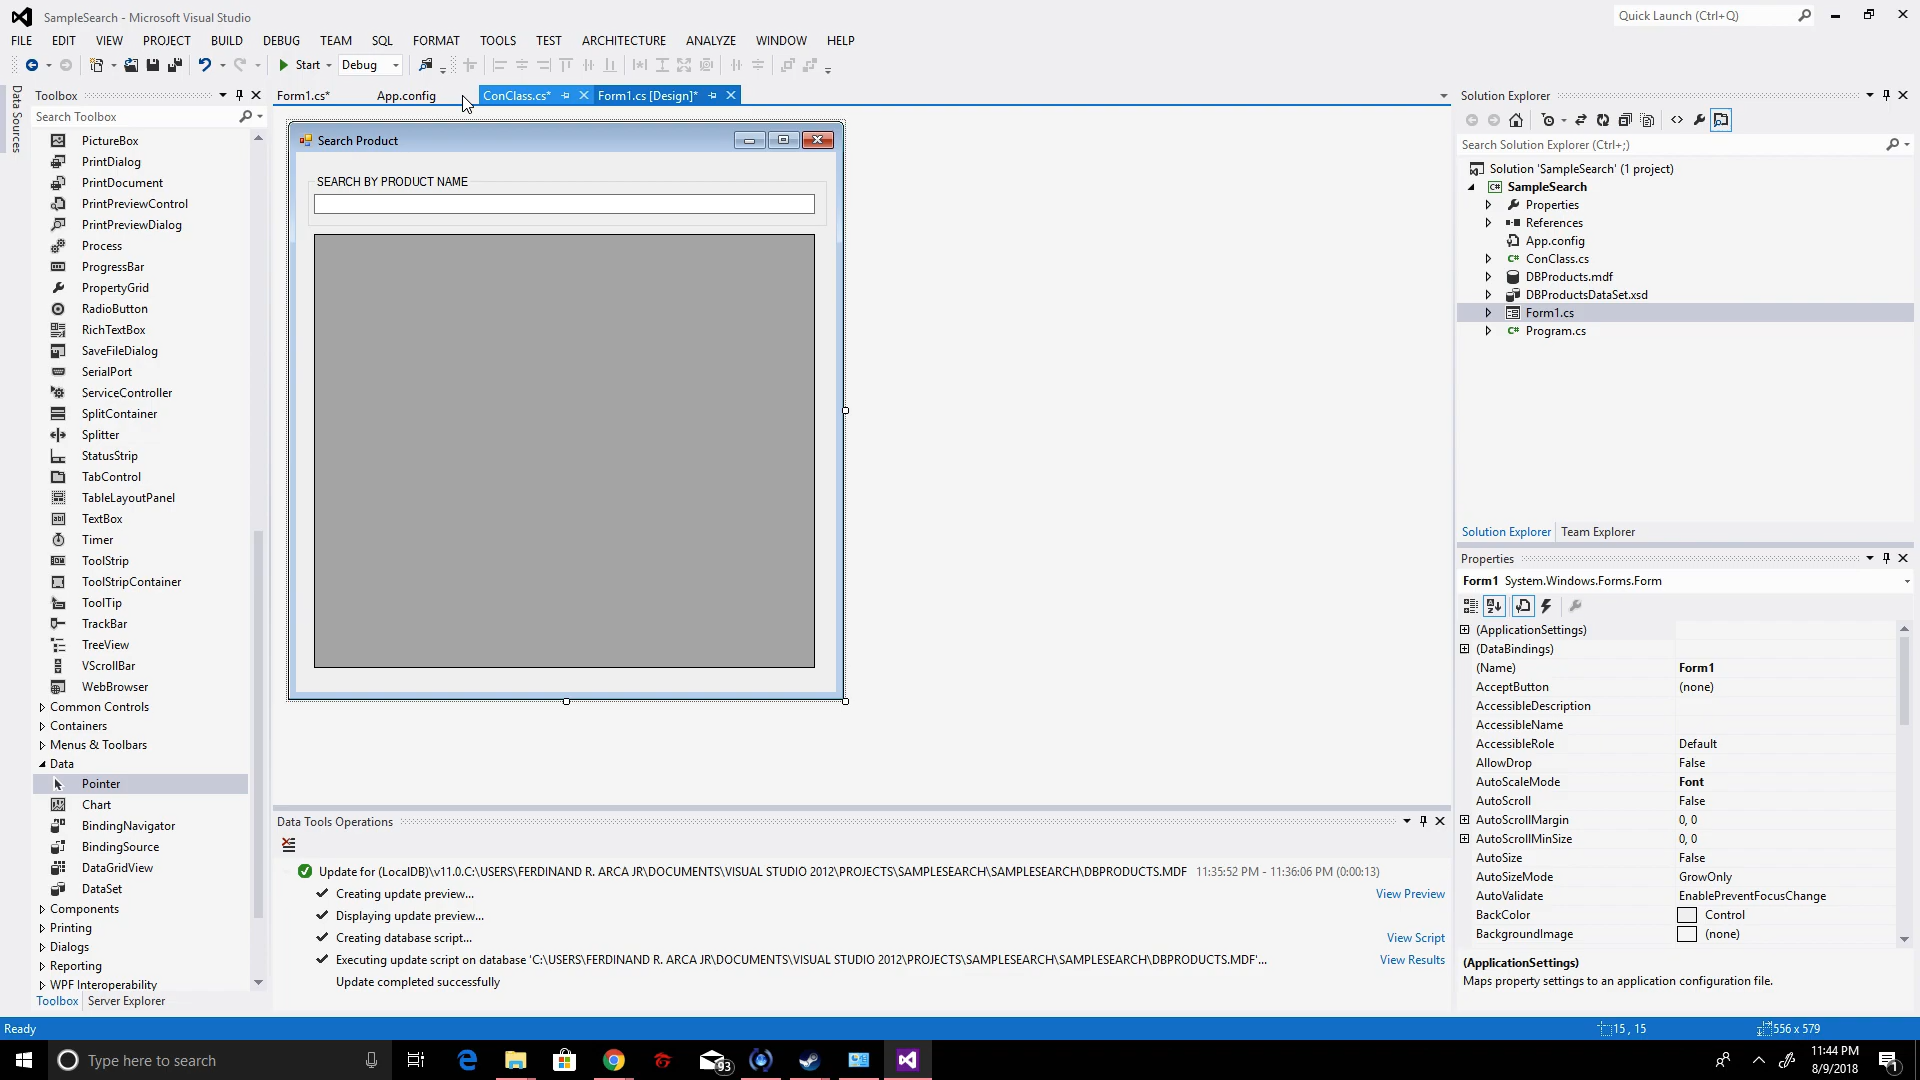 SampleSearch - Microsoft Visual Studio
Quick Launch (Ctrl+Q)
FILE EDIT VIEW PROJECT BUILD DEBUG TEAM SQL FORMAT TOOLS TEST ARCHITECTURE ANALYZE WINDOW HELP
Start Debug
Data Sources
Toolbox
Search Toolbox
PictureBox
PrintDialog
PrintDocument
PrintPreviewControl
PrintPreviewDialog
Process
ProgressBar
PropertyGrid
RadioButton
RichTextBox
SaveFileDialog
SerialPort
ServiceController
SplitContainer
Splitter
StatusStrip
TabControl
TableLayoutPanel
TextBox
Timer
ToolStrip
ToolStripContainer
ToolTip
TrackBar
TreeView
VScrollBar
WebBrowser
Common Controls
Containers
Menus & Toolbars
Data
Pointer
Chart
BindingNavigator
BindingSource
DataGridView
DataSet
Components
Printing
Dialogs
Reporting
WPF Interoperability
Toolbox Server Explorer
Form1.cs* App.config ConClass.cs* Form1.cs [Design]*
Search Product
SEARCH BY PRODUCT NAME
Data Tools Operations
Update for (LocalDB)\v11.0.C:\USERS\FERDINAND R. ARCA JR\DOCUMENTS\VISUAL STUDIO 2012\PROJECTS\SAMPLESEARCH\SAMPLESEARCH\DBPRODUCTS.MDF 11:35:52 PM - 11:36:06 PM (0:00:13)
Creating update preview... View Preview
Displaying update preview...
Creating database script... View Script
Executing update script on database 'C:\USERS\FERDINAND R. ARCA JR\DOCUMENTS\VISUAL STUDIO 2012\PROJECTS\SAMPLESEARCH\SAMPLESEARCH\DBPRODUCTS.MDF'... View Results
Update completed successfully
Solution Explorer
Search Solution Explorer (Ctrl+;)
Solution 'SampleSearch' (1 project)
SampleSearch
Properties
References
App.config
ConClass.cs
DBProducts.mdf
DBProductsDataSet.xsd
Form1.cs
Program.cs
Solution Explorer Team Explorer
Properties
Form1 System.Windows.Forms.Form
(ApplicationSettings)
(DataBindings)
(Name) Form1
AcceptButton (none)
AccessibleDescription
AccessibleName
AccessibleRole Default
AllowDrop False
AutoScaleMode Font
AutoScroll False
AutoScrollMargin 0, 0
AutoScrollMinSize 0, 0
AutoSize False
AutoSizeMode GrowOnly
AutoValidate EnablePreventFocusChange
BackColor Control
BackgroundImage (none)
(ApplicationSettings)
Maps property settings to an application configuration file.
Ready 15 , 15 556 x 579
Type here to search
93
11:44 PM
8/9/2018
1